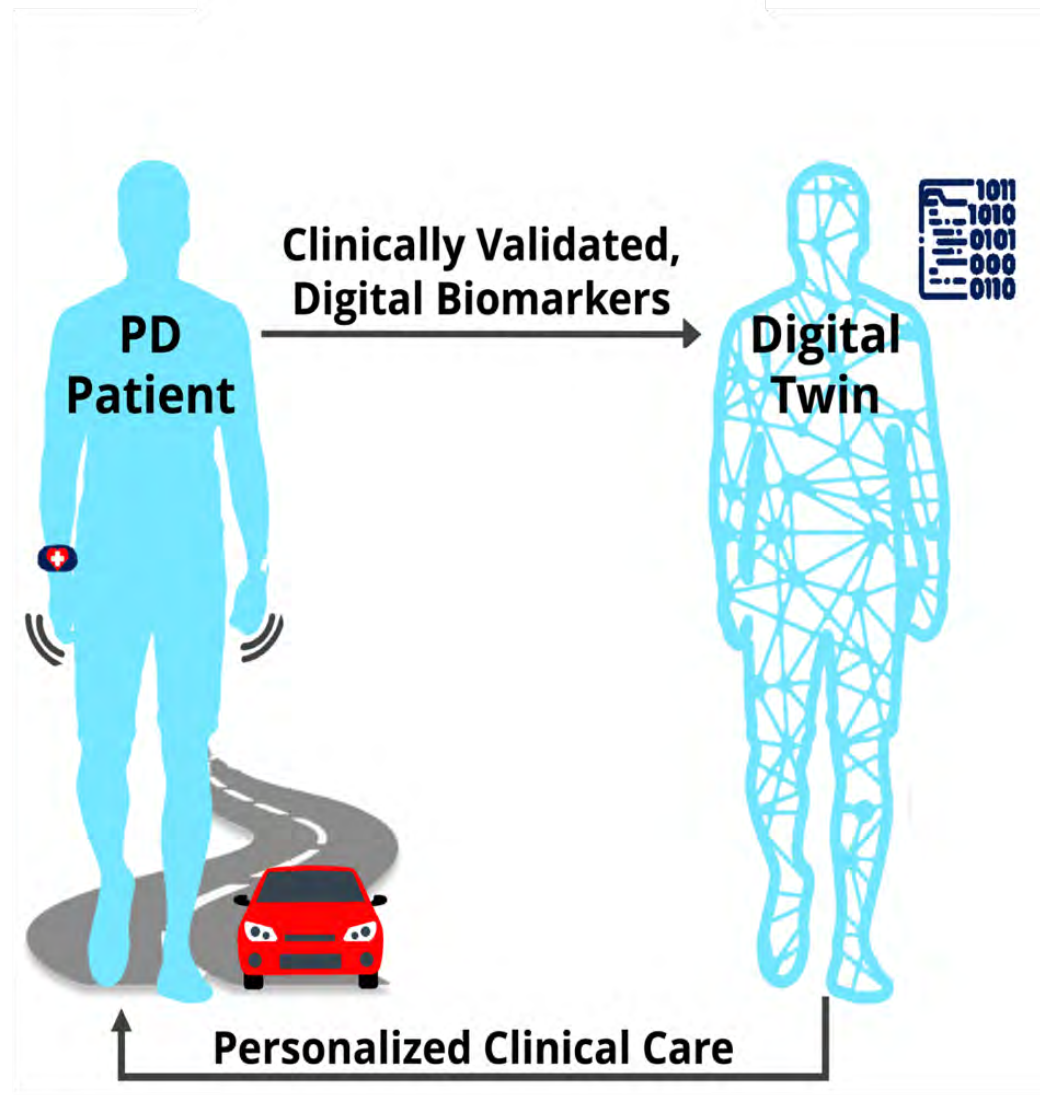 Clinically Validated,
Digital Biomarkers
PD
Patient
Digital
Twin
1011
1010
0101
000
0110
Personalized Clinical Care